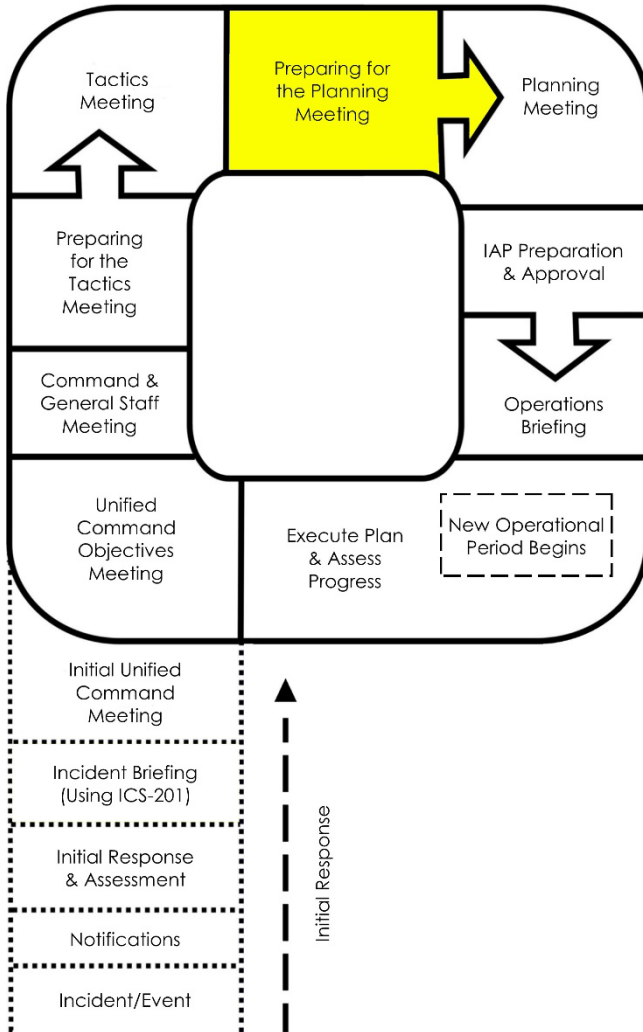 Tactics
Meeting
Preparing for
the Planning
Meeting
Planning
Meeting
Preparing
for the
Tactics
Meeting
IAP Preparation
& Approval
Command &
General Staff
Meeting
Operations
Briefing
Unified
Command
Objectives
Meeting
Execute Plan
& Assess
Progress
New Operational
Period Begins
Initial Unified
Command
Meeting
Incident Briefing
(Using ICS-201)
Initial Response
& Assessment
Notifications
Incident/Event
Initial Response